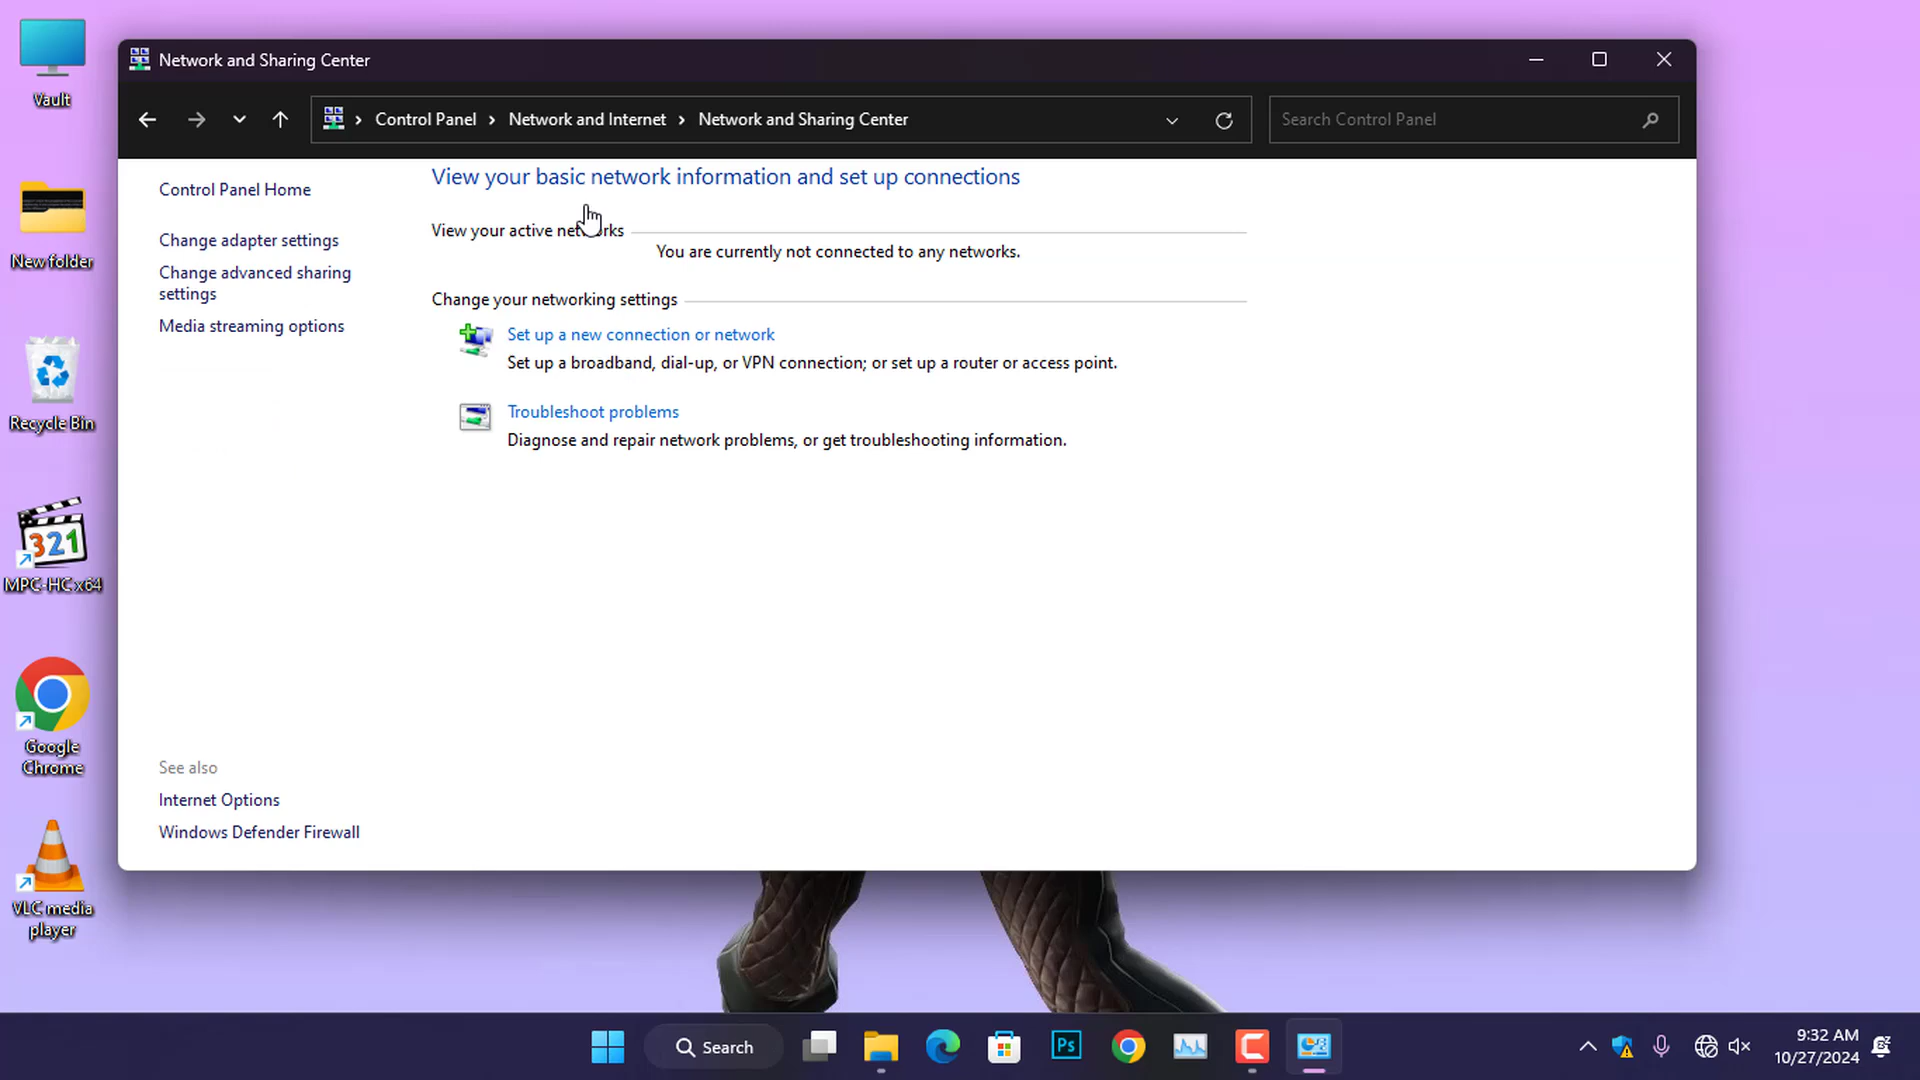 Vault
New folder
Recycle Bin
MPC-HC x64
Google
Chrome
VLC media
player
Network and Sharing Center
Control Panel
Network and Internet
Network and Sharing Center
Search Control Panel
Control Panel Home
Change adapter settings
Change advanced sharing
settings
Media streaming options
See also
Internet Options
Windows Defender Firewall
View your basic network information and set up connections
View your active networks
You are currently not connected to any networks.
Change your networking settings
Set up a new connection or network
Set up a broadband, dial-up, or VPN connection; or set up a router or access point.
Troubleshoot problems
Diagnose and repair network problems, or get troubleshooting information.
321
Search
Ps
9:32 AM
10/27/2024